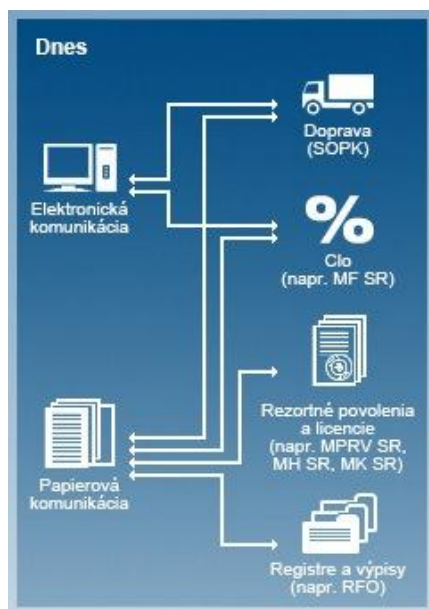 Dnes
Doprava
(SOPK)
Elektronická
komunikácia
%
Clo
(napr. MF SR)
Rezortné povolenia
a licencie
(napr. MPRV SR,
MH SR, MK SR)
Papierová
komunikácia
Registre a výpisy
(napr. RFO)